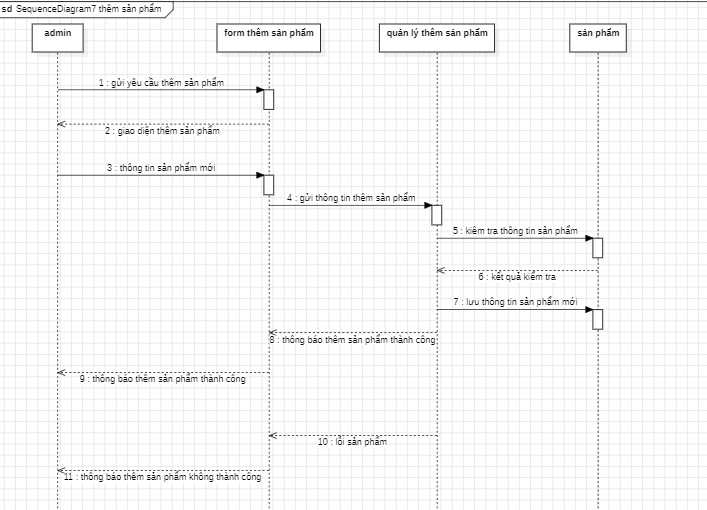 sd SequenceDiagram7 thêm sản phẩm
admin
form thêm sản phẩm
quản lý thêm sản phẩm
sản phẩm
1 : gửi yêu cầu thêm sản phẩm
2 : giao diện thêm sản phẩm
3 : thông tin sản phẩm mới
4 : gửi thông tin thêm sản phẩm
5 : kiểm tra thông tin sản phẩm
6 : kết quả kiểm tra
7 : lưu thông tin sản phẩm mới
8 : thông báo thêm sản phẩm thành công
9 : thông báo thêm sản phẩm thành công
10 : lỗi sản phẩm
11 : thông báo thêm sản phẩm không thành công